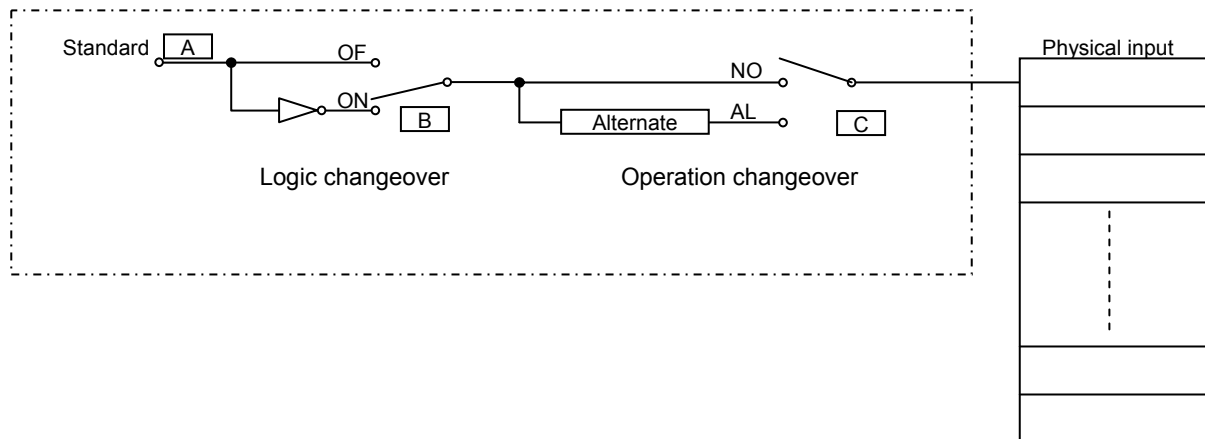 Standard A
OF
ON
B
NO
Alternate
AL
C
Logic changeover
Operation changeover
Physical input